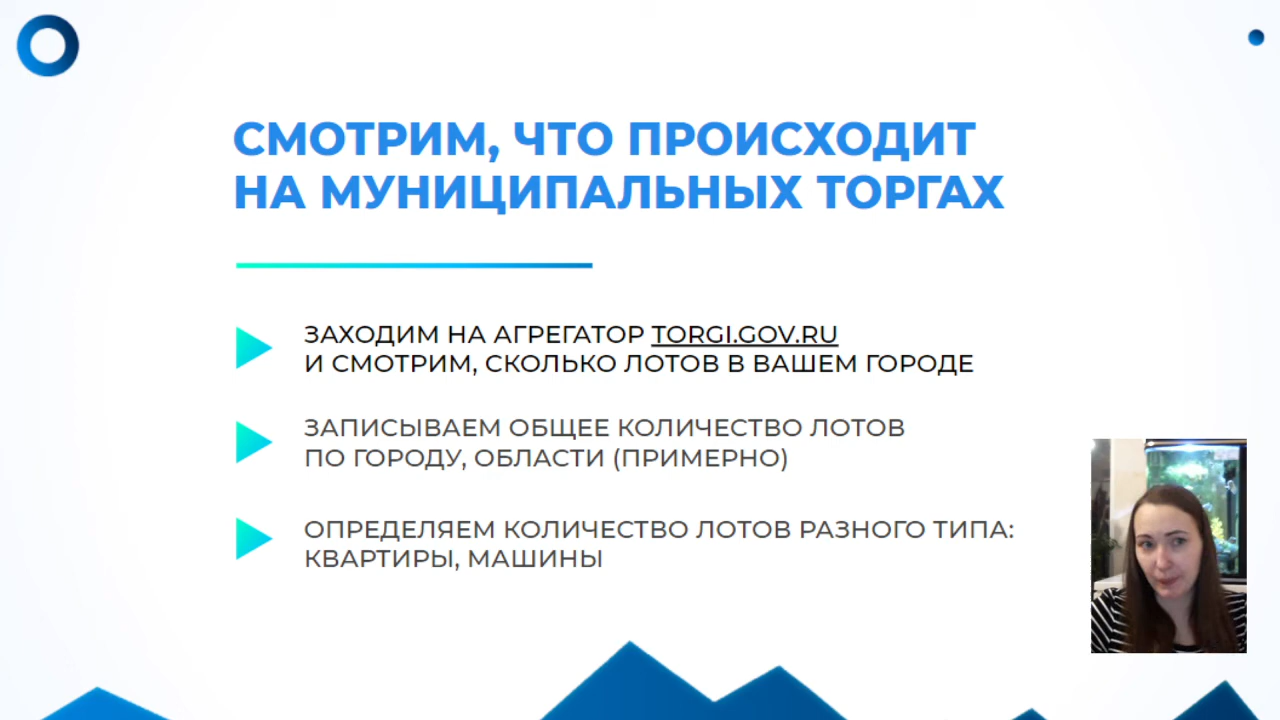 СМОТРИМ, ЧТО ПРОИСХОДИТ
НА МУНИЦИПАЛЬНЫХ ТОРГАХ
ЗАХОДИМ НА АГРЕГАТОР TORGI.GOV.RU
И СМОТРИМ, СКОЛЬКО ЛОТОВ В ВАШЕМ ГОРОДЕ
ЗАПИСЫВАЕМ ОБЩЕЕ КОЛИЧЕСТВО ЛОТОВ
ПО ГОРОДУ, ОБЛАСТИ (ПРИМЕРНО)
ОПРЕДЕЛЯЕМ КОЛИЧЕСТВО ЛОТОВ РАЗНОГО ТИПА:
КВАРТИРЫ, МАШИНЫ